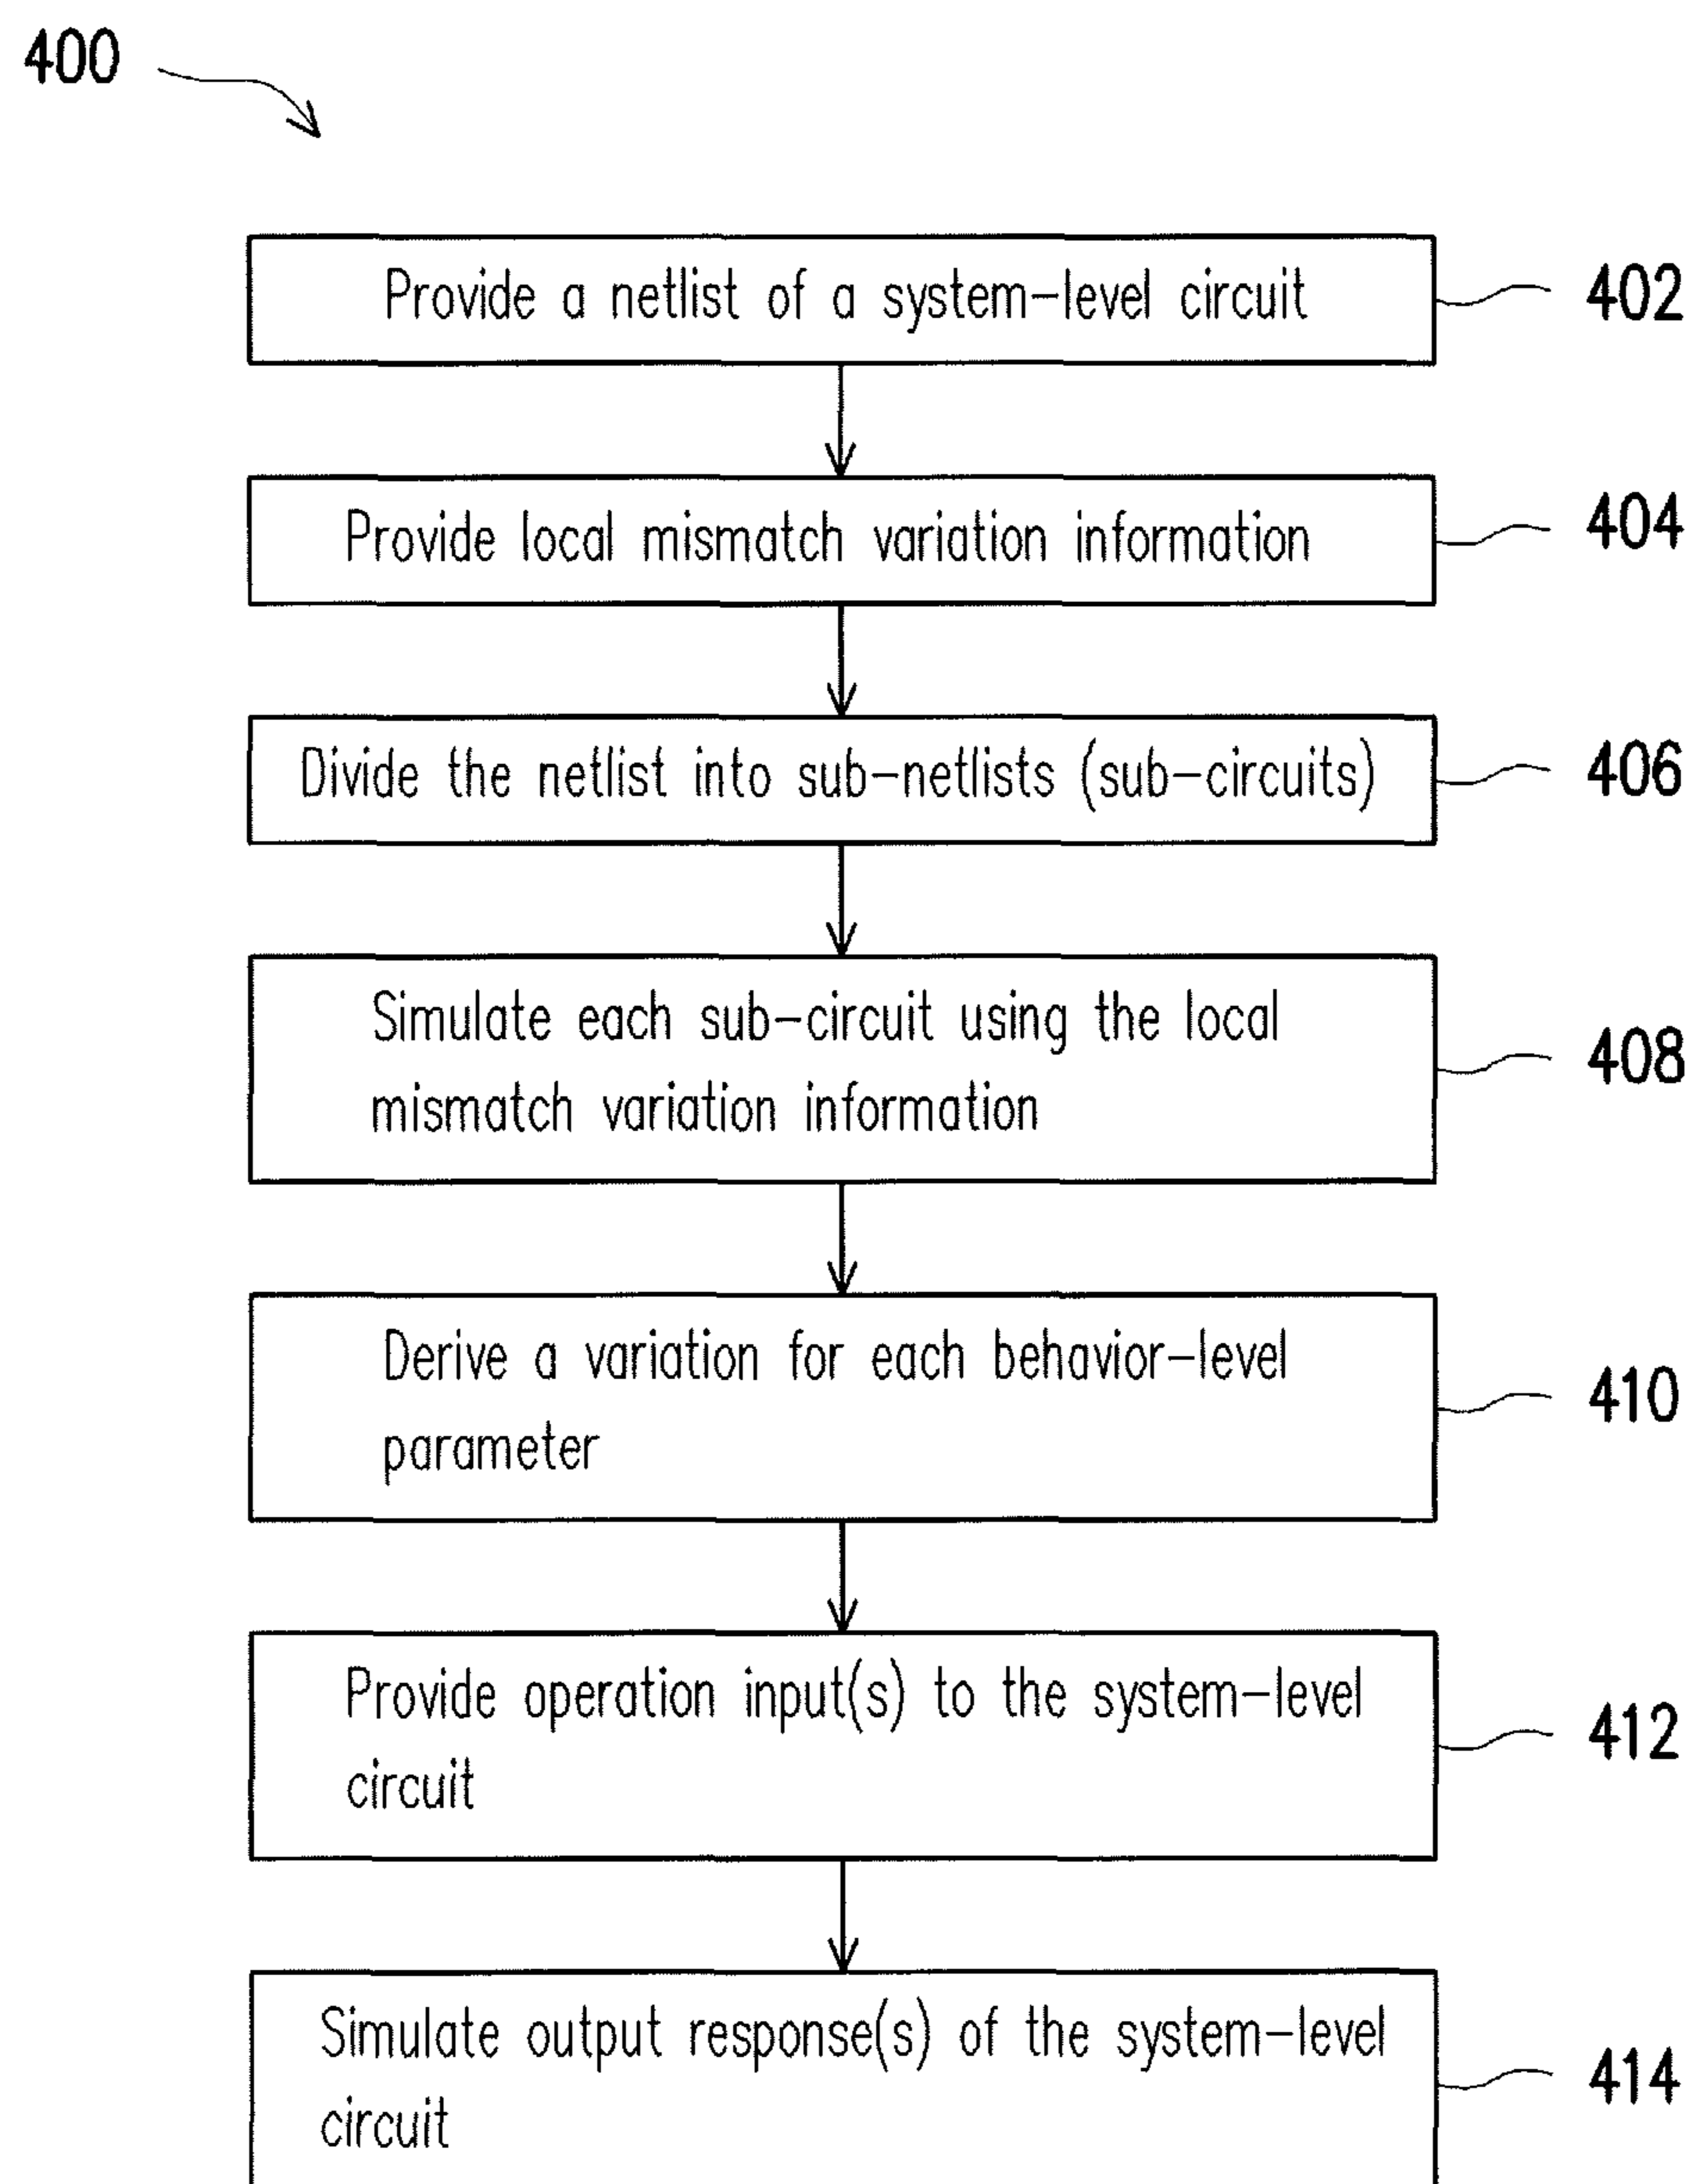 400
Provide a netlist of a system-level circuit
402
Provide local mismatch variation information
404
Divide the netlist into sub-netlists (sub-circuits)
406
Simulate each sub-circuit using the local
mismatch variation information
408
Derive a variation for each behavior-level
parameter
410
Provide operation input(s) to the system-level
circuit
412
Simulate output response(s) of the system-level
circuit
414